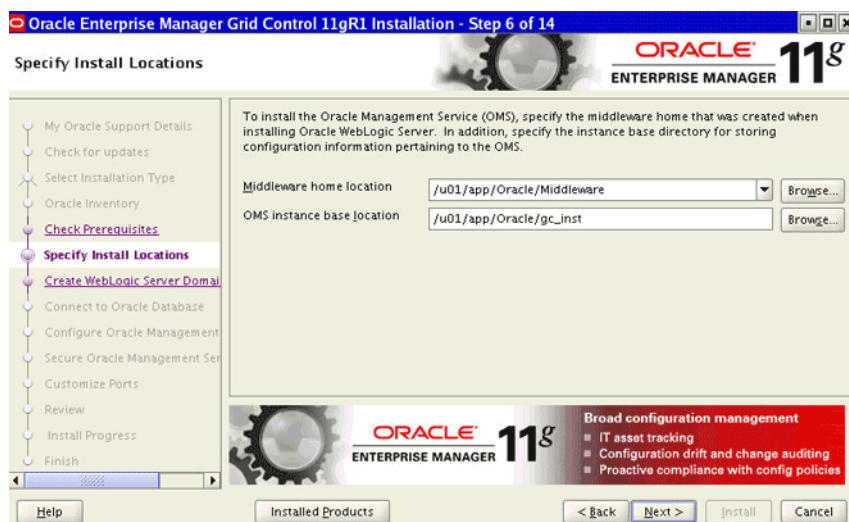 Oracle Enterprise Manager Grid Control 11gR1 Installation - Step 6 of 14
Specify Install Locations
ORACLE
ENTERPRISE MANAGER 11g
To install the Oracle Management Service (OMS), specify the middleware home that was created when
installing Oracle WebLogic Server. In addition, specify the instance base directory for storing
configuration information pertaining to the OMS.
Middleware home location /u01/app/Oracle/Middleware Browse...
OMS instance base location /u01/app/Oracle/gc_inst Browse...
My Oracle Support Details
Check for updates
Select Installation Type
Oracle Inventory
Check Prerequisites
Specify Install Locations
Create WebLogic Server Domai
Connect to Oracle Database
Configure Oracle Management
Secure Oracle Management Ser
Customize Ports
Review
Install Progress
Finish
ORACLE
ENTERPRISE MANAGER 11g
Broad configuration management
IT asset tracking
Configuration drift and change auditing
Proactive compliance with config policies
Help Installed Products < Back Next > Install Cancel